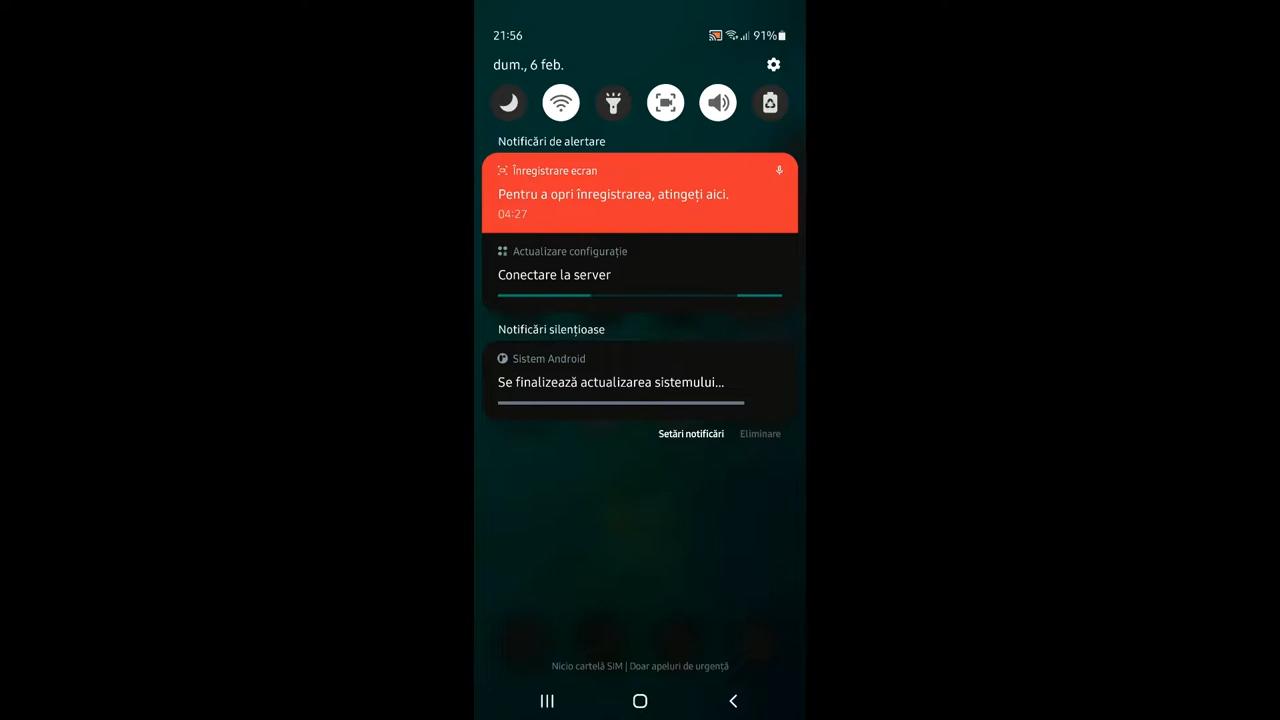 21:56
91%
dum., 6 feb.
Notificări de alertare
Înregistrare ecran
Pentru a opri înregistrarea, atingeți aici.
04:27
Actualizare configurație
Conectare la server
Notificări silențioase
Sistem Android
Se finalizează actualizarea sistemului...
Setări notificări
Eliminare
Nicio cartelă SIM | Doar apeluri de urgență